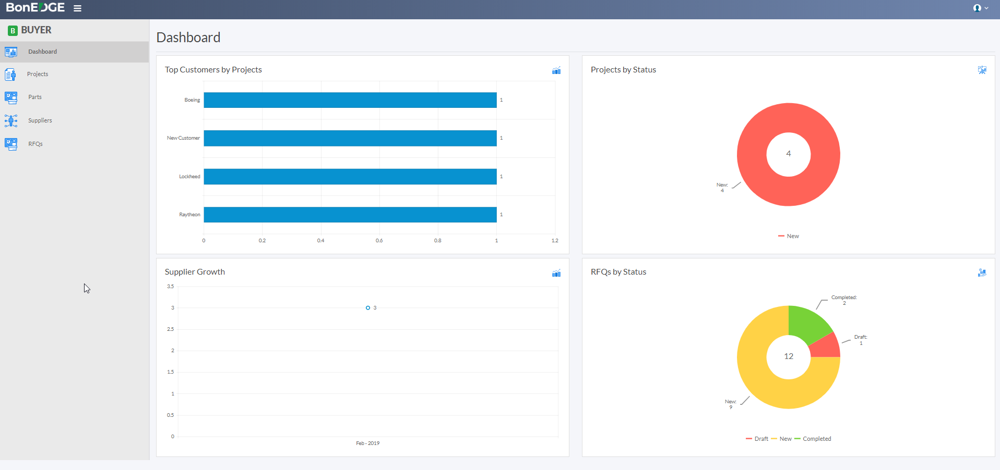 BonEDGE
B BUYER
Dashboard
Projects
Parts
Suppliers
RFQs
Dashboard
Top Customers by Projects
Boeing
1
New Customer
1
Lockheed
1
Raytheon
1
0 0.2 0.4 0.6 0.8 1 1.2
Projects by Status
4
New:
4
New
Supplier Growth
3.5
3
2.5
2
1.5
1
0.5
0
3
Feb - 2019
RFQs by Status
Completed:
2
Draft:
1
12
New:
9
Draft New Completed